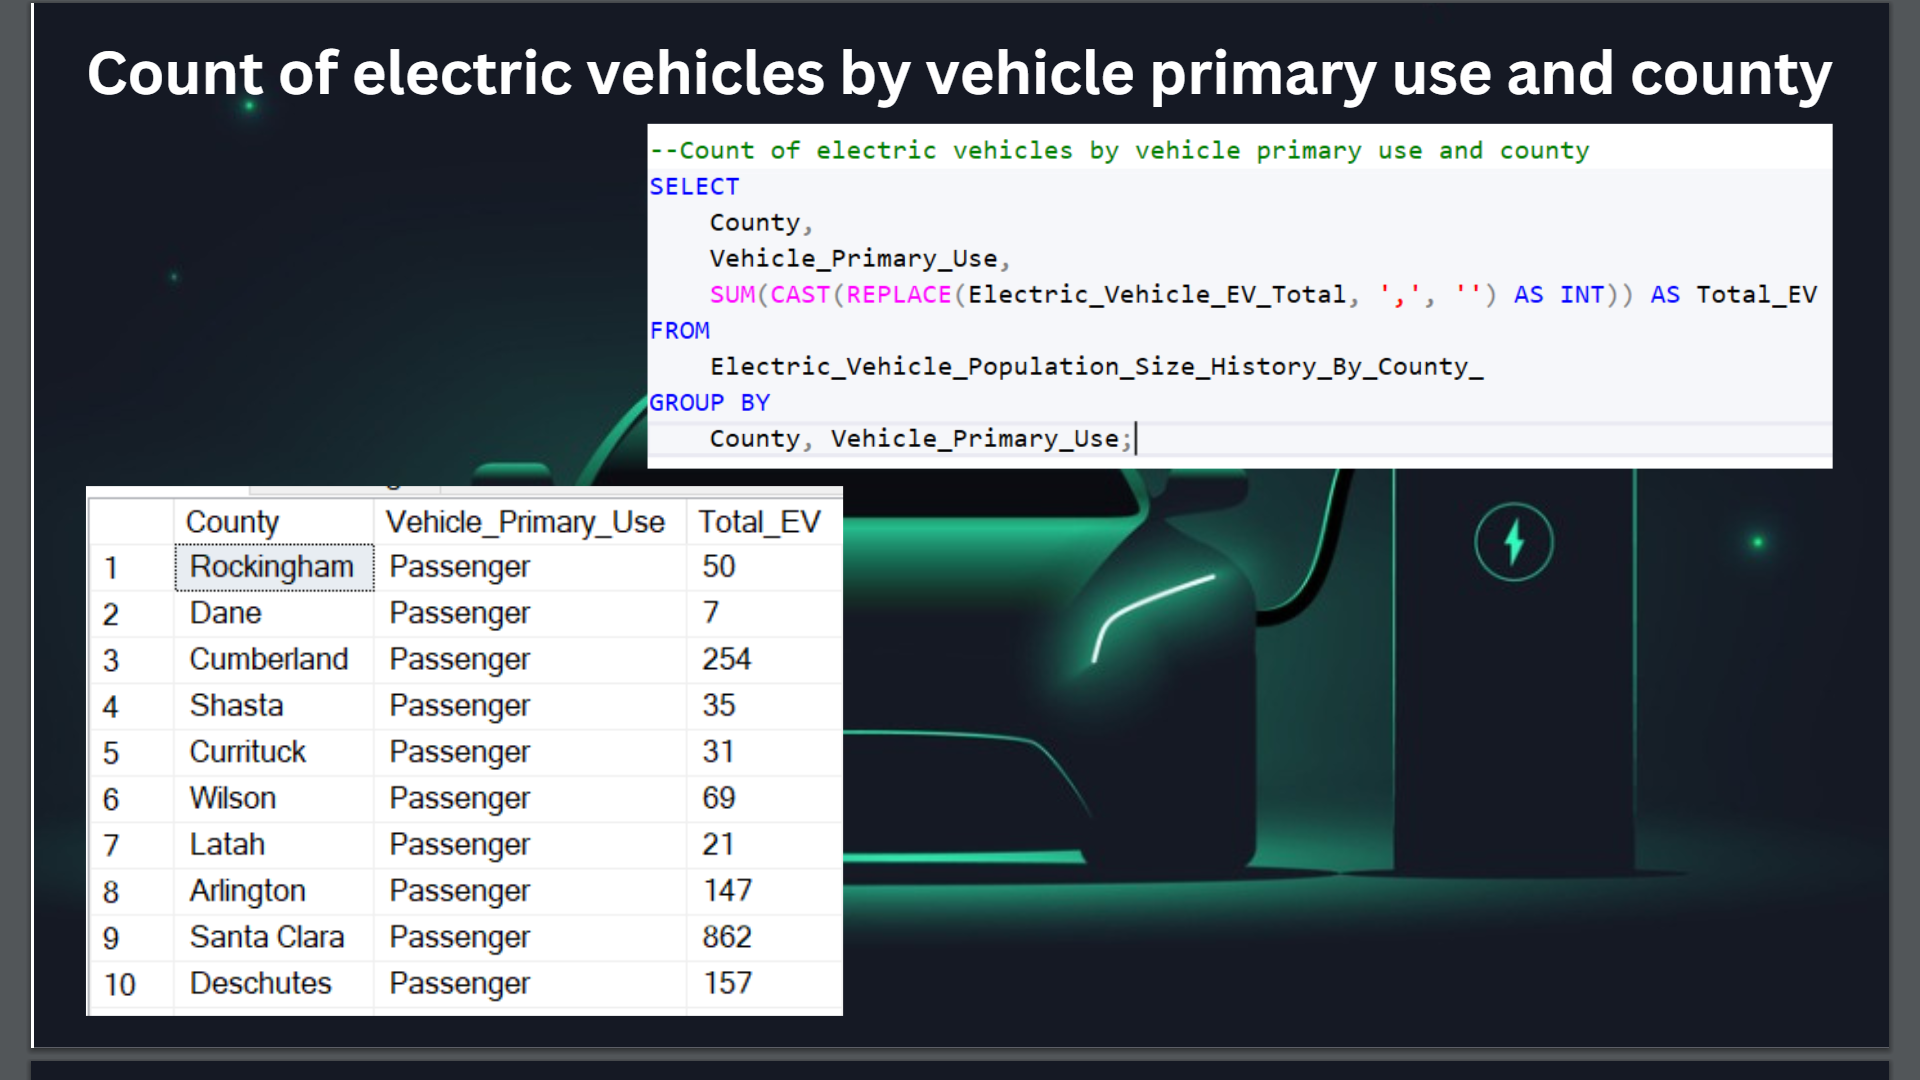 Count of electric vehicles by vehicle primary use and county
--Count of electric vehicles by vehicle primary use and county
SELECT
County,
Vehicle_Primary_Use,
SUM(CAST(REPLACE(Electric_Vehicle_EV_Total, ',', '') AS INT)) AS Total_EV
FROM
Electric_Vehicle_Population_Size_History_By_County_
GROUP BY
County, Vehicle_Primary_Use;
County Vehicle_Primary_Use Total_EV
1 Rockingham Passenger 50
2 Dane Passenger 7
3 Cumberland Passenger 254
4 Shasta Passenger 35
5 Currituck Passenger 31
6 Wilson Passenger 69
7 Latah Passenger 21
8 Arlington Passenger 147
9 Santa Clara Passenger 862
10 Deschutes Passenger 157